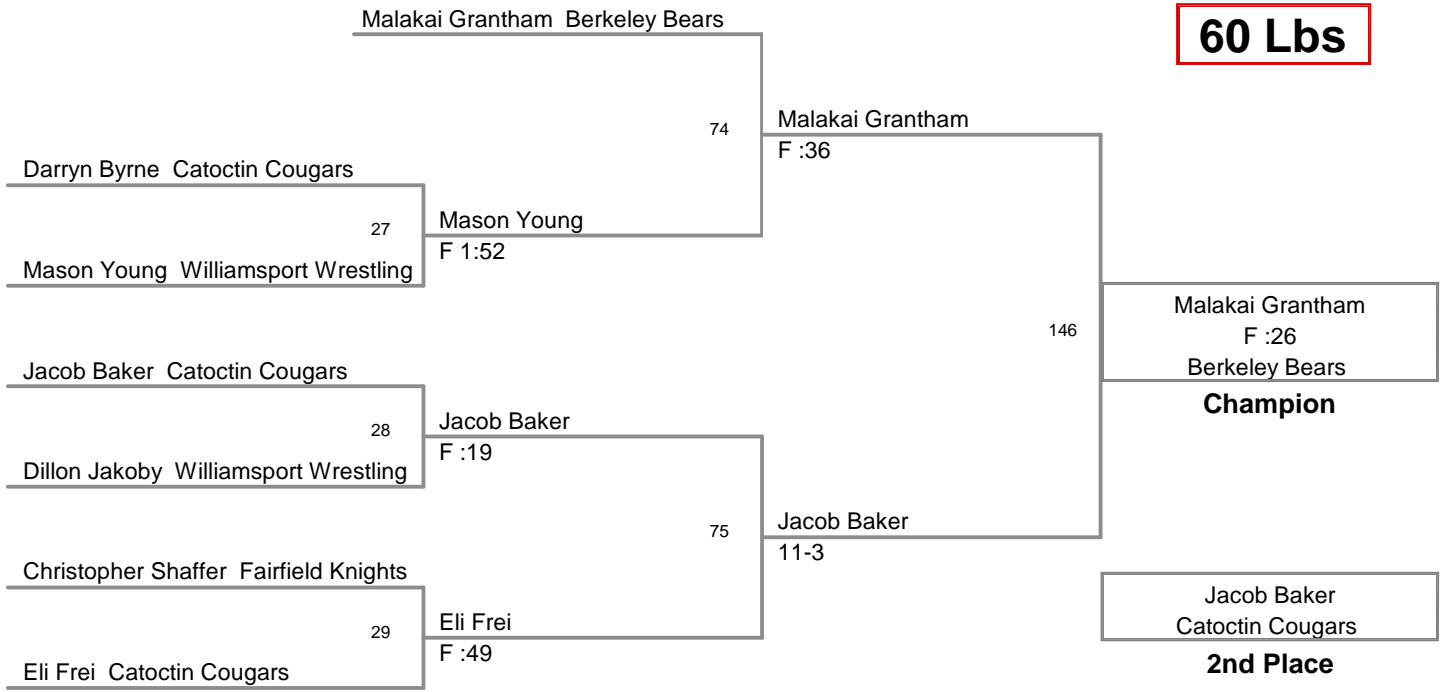 Malakai Grantham Berkeley Bears
60 Lbs
74
Malakai Grantham
F :36
Darryn Byrne Catoctin Cougars
27
Mason Young
F 1:52
Mason Young Williamsport Wrestling
146
Malakai Grantham
F :26
Berkeley Bears
Champion
Jacob Baker Catoctin Cougars
28
Jacob Baker
F :19
Dillon Jakoby Williamsport Wrestling
75
Jacob Baker
11-3
Christopher Shaffer Fairfield Knights
29
Eli Frei
F :49
Eli Frei Catoctin Cougars
Jacob Baker
Catoctin Cougars
2nd Place